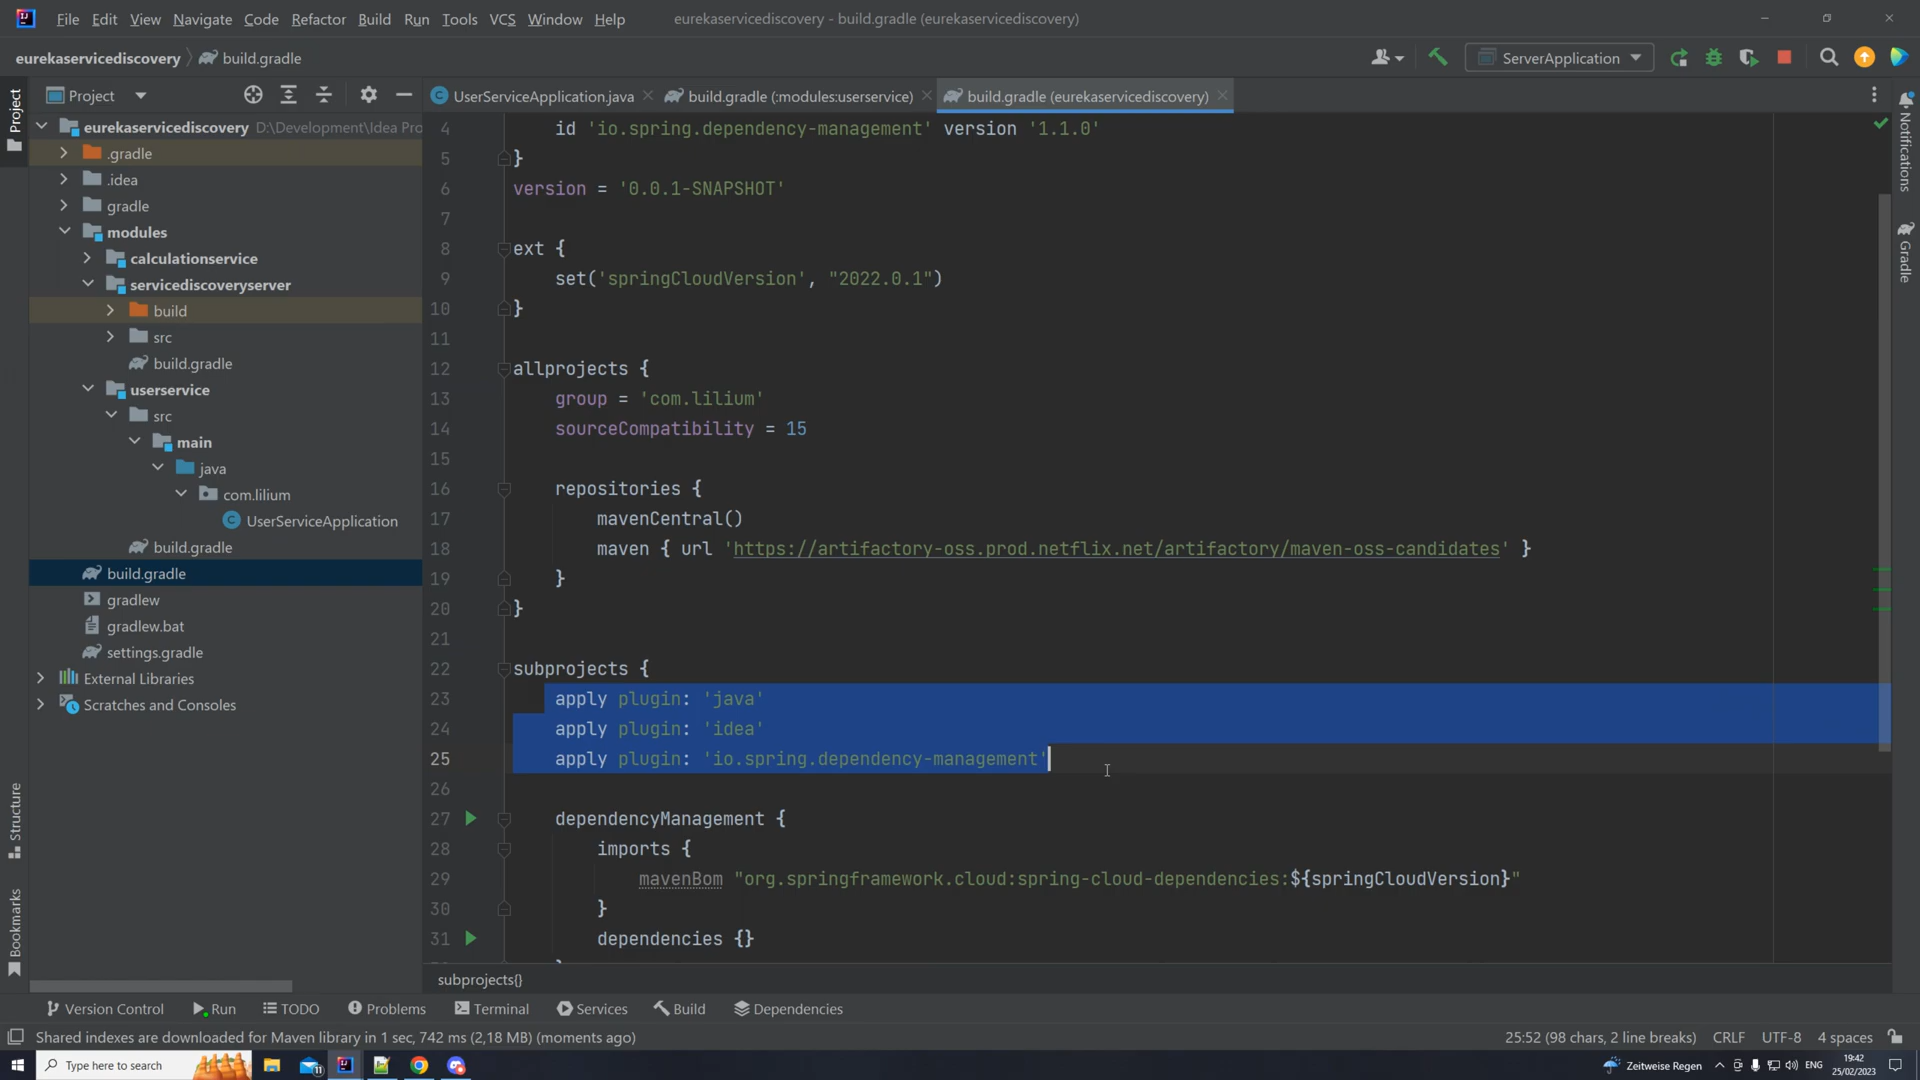 File Edit View Navigate Code Refactor Build Run Tools VCS Window Help eurekaservicediscovery - build.gradle (eurekaservicediscovery)
eurekaservicediscovery build.gradle ServerApplication
Project
Project UserServiceApplication.java build.gradle (:modules:userservice) build.gradle (eurekaservicediscovery)
eurekaservicediscovery D:\Development\Idea Pro
.gradle
.idea
gradle
modules
calculationservice
servicediscoveryserver
build
src
build.gradle
userservice
src
main
java
com.lilium
UserServiceApplication
build.gradle
build.gradle
gradlew
gradlew.bat
settings.gradle
External Libraries
Scratches and Consoles
4 id 'io.spring.dependency-management' version '1.1.0'
5 }
6 version = '0.0.1-SNAPSHOT'
7
8 ext {
9 set('springCloudVersion', "2022.0.1")
10 }
11
12 allprojects {
13 group = 'com.lilium'
14 sourceCompatibility = 15
15
16 repositories {
17 mavenCentral()
18 maven { url 'https://artifactory-oss.prod.netflix.net/artifactory/maven-oss-candidates' }
19 }
20 }
21
22 subprojects {
23 apply plugin: 'java'
24 apply plugin: 'idea'
25 apply plugin: 'io.spring.dependency-management'
26
27 dependencyManagement {
28 imports {
29 mavenBom "org.springframework.cloud:spring-cloud-dependencies:${springCloudVersion}"
30 }
31 dependencies {}
subprojects{}
Structure
Bookmarks
Notifications
Gradle
Version Control Run TODO Problems Terminal Services Build Dependencies
Shared indexes are downloaded for Maven library in 1 sec, 742 ms (2,18 MB) (moments ago) 25:52 (98 chars, 2 line breaks) CRLF UTF-8 4 spaces
Type here to search 11 Zeitweise Regen ENG 19:42
25/02/2023